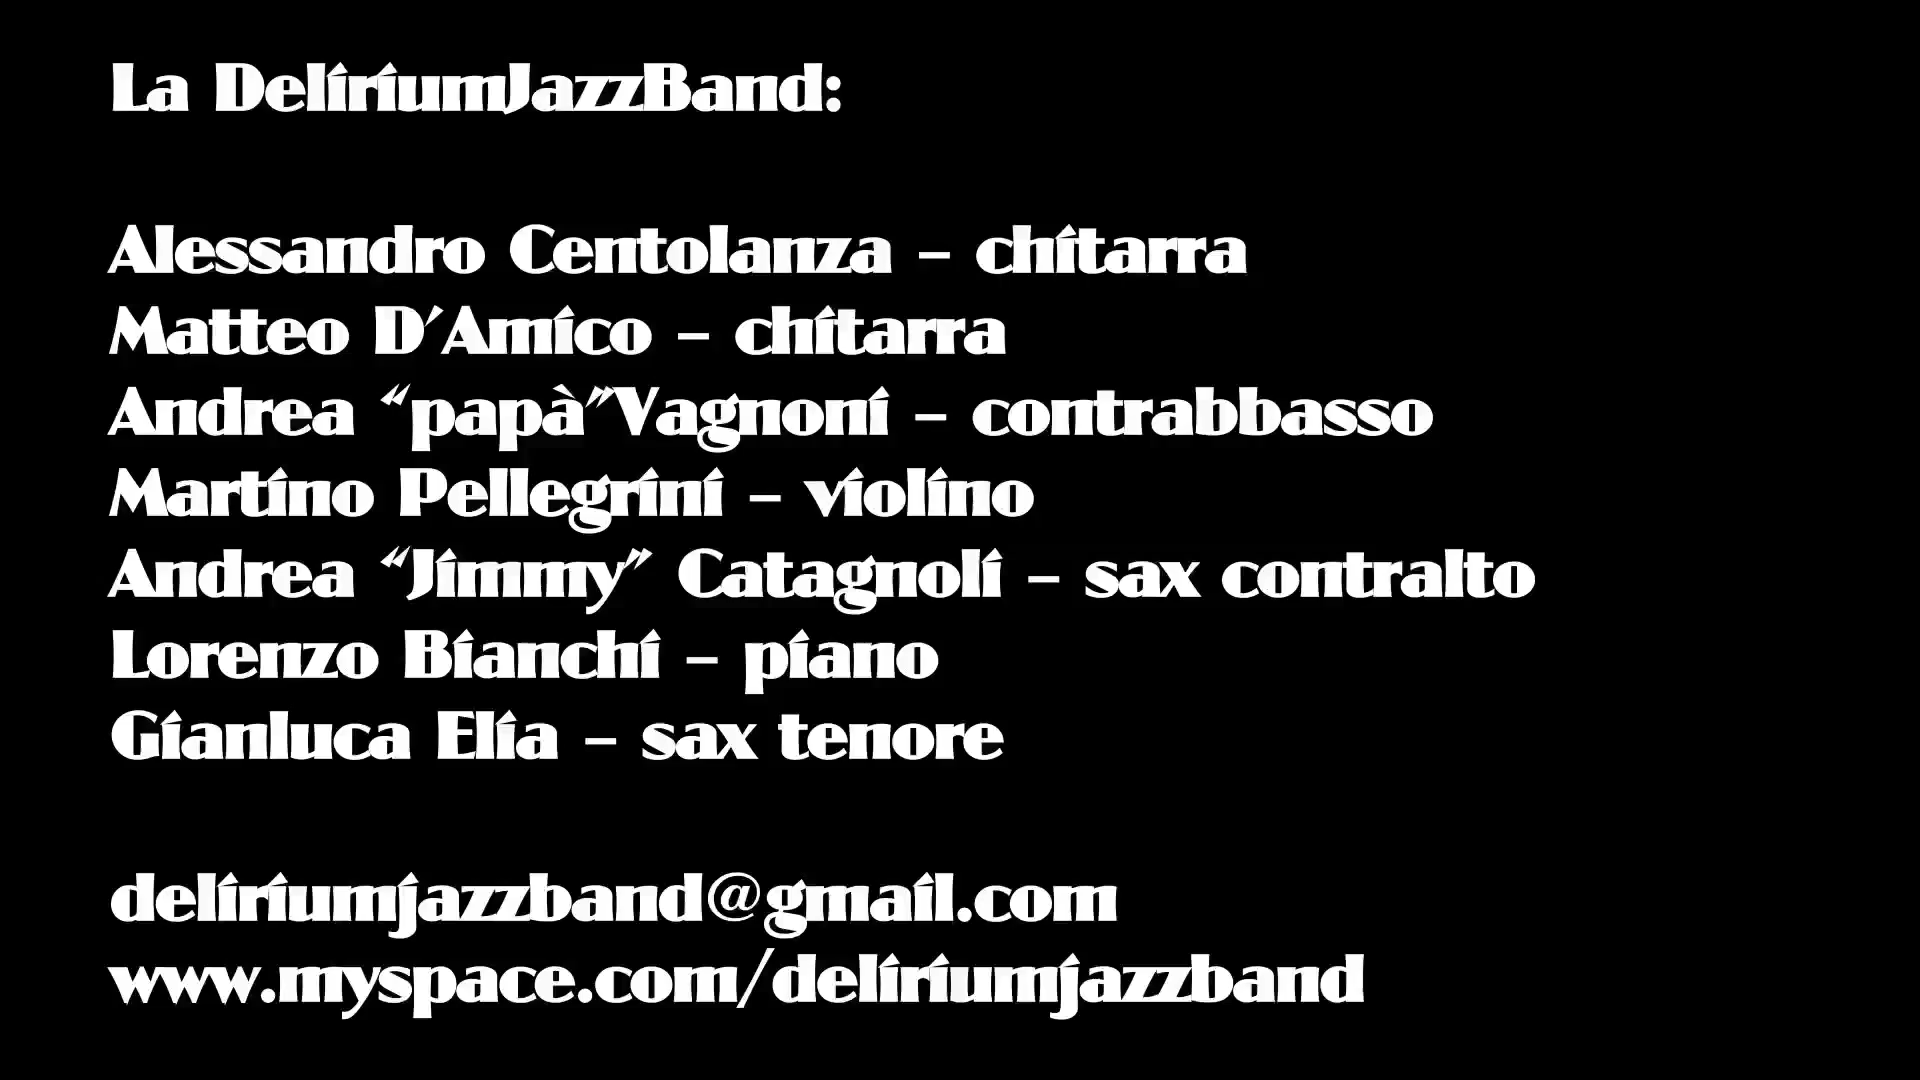 La DeliriumJazzBand:
Alessandro Centolanza – chitarra
Matteo D'Amico – chitarra
Andrea “papà”Vagnoni – contrabbasso
Martino Pellegrini – violino
Andrea “Jimmy” Catagnoli – sax contralto
Lorenzo Bianchi – piano
Gianluca Elia – sax tenore
deliriumjazzband@gmail.com
www.myspace.com/deliriumjazzband